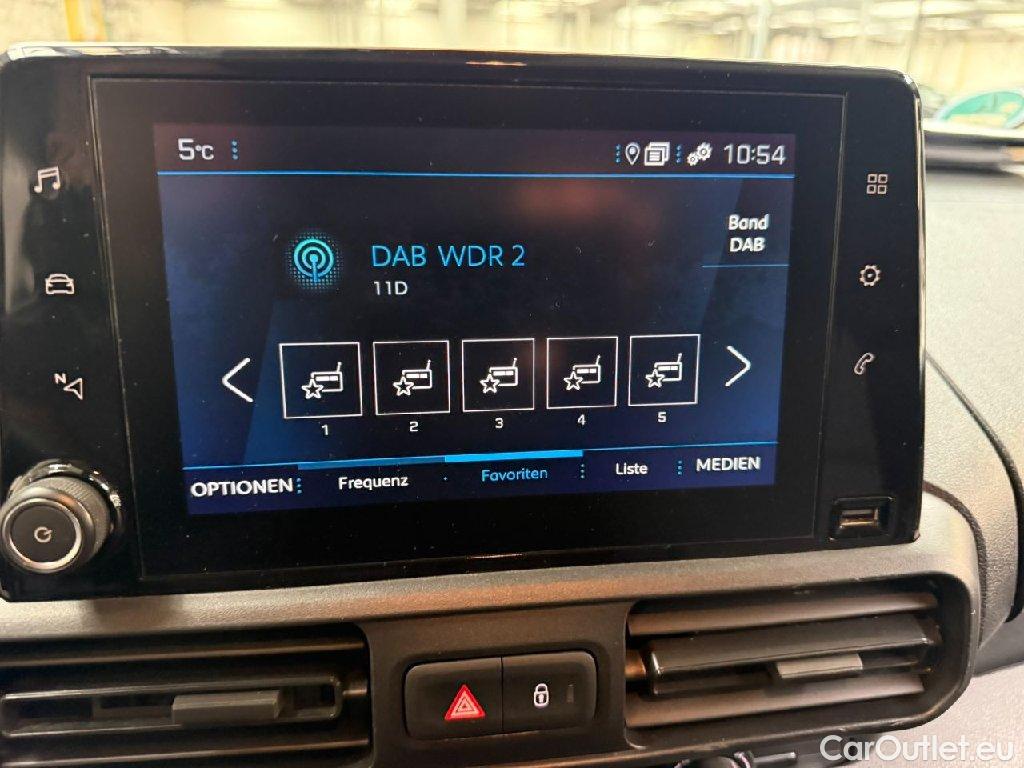 5°C
10:54
Band
DAB
DAB WDR 2
11D
1 2 3 4 5
OPTIONEN Frequenz Favoriten Liste MEDIEN
N
CarOutlet.eu